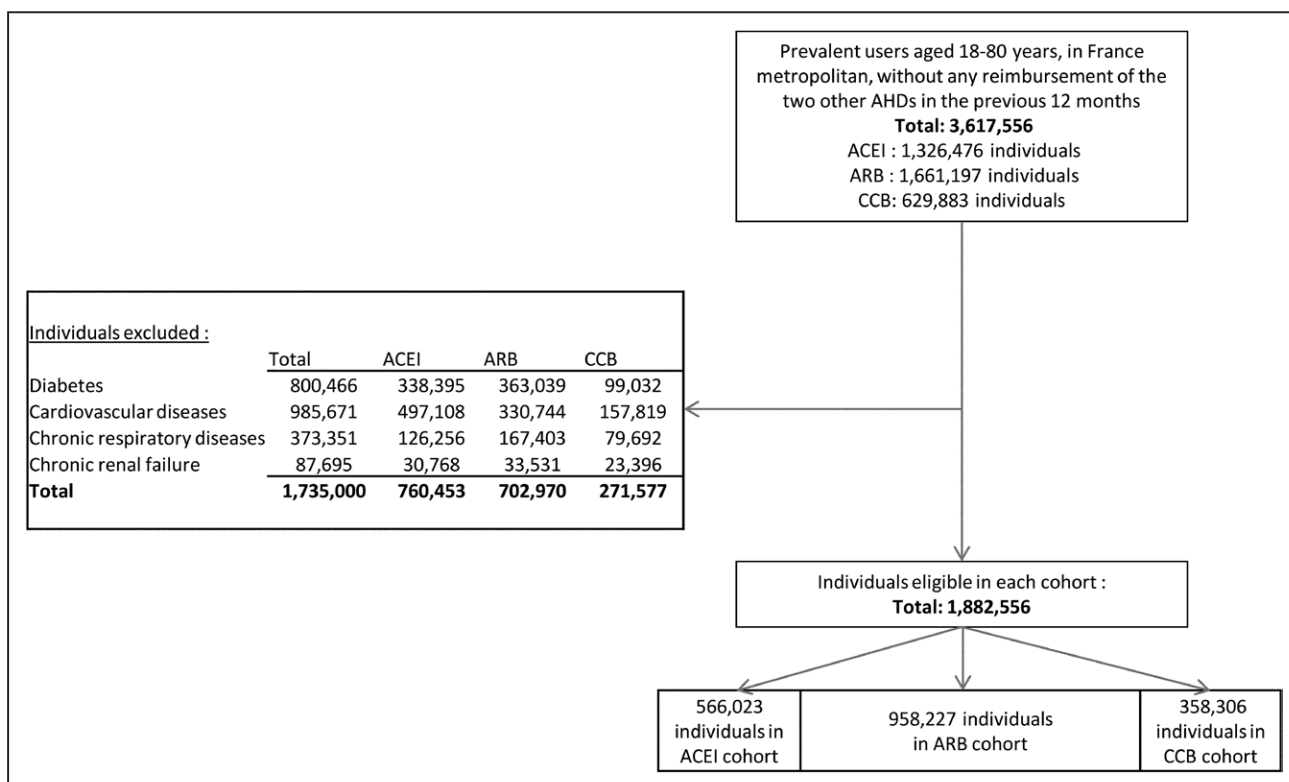 Prevalent users aged 18-80 years, in France
metropolitan, without any reimbursement of the
two other AHDs in the previous 12 months
Total: 3,617,556
ACEI : 1,326,476 individuals
ARB : 1,661,197 individuals
CCB: 629,883 individuals
Individuals excluded :
Total ACEI ARB CCB
Diabetes 800,466 338,395 363,039 99,032
Cardiovascular diseases 985,671 497,108 330,744 157,819
Chronic respiratory diseases 373,351 126,256 167,403 79,692
Chronic renal failure 87,695 30,768 33,531 23,396
Total 1,735,000 760,453 702,970 271,577
Individuals eligible in each cohort :
Total: 1,882,556
566,023
individuals in
ACEI cohort
958,227 individuals
in ARB cohort
358,306
individuals in
CCB cohort